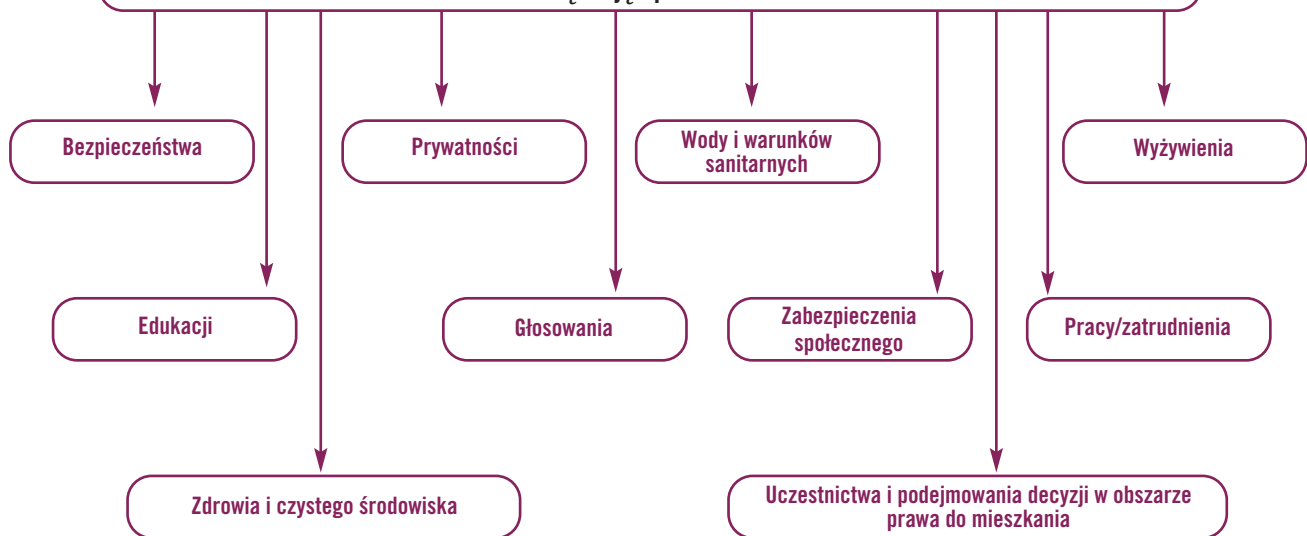 Bezpieczeństwa
Prywatności
Wody i warunków
sanitarnych
Wyżywienia
Edukacji
Głosowania
Zabezpieczenia
społecznego
Pracy/zatrudnienia
Zdrowia i czystego środowiska
Uczestnictwa i podejmowania decyzji w obszarze
prawa do mieszkania